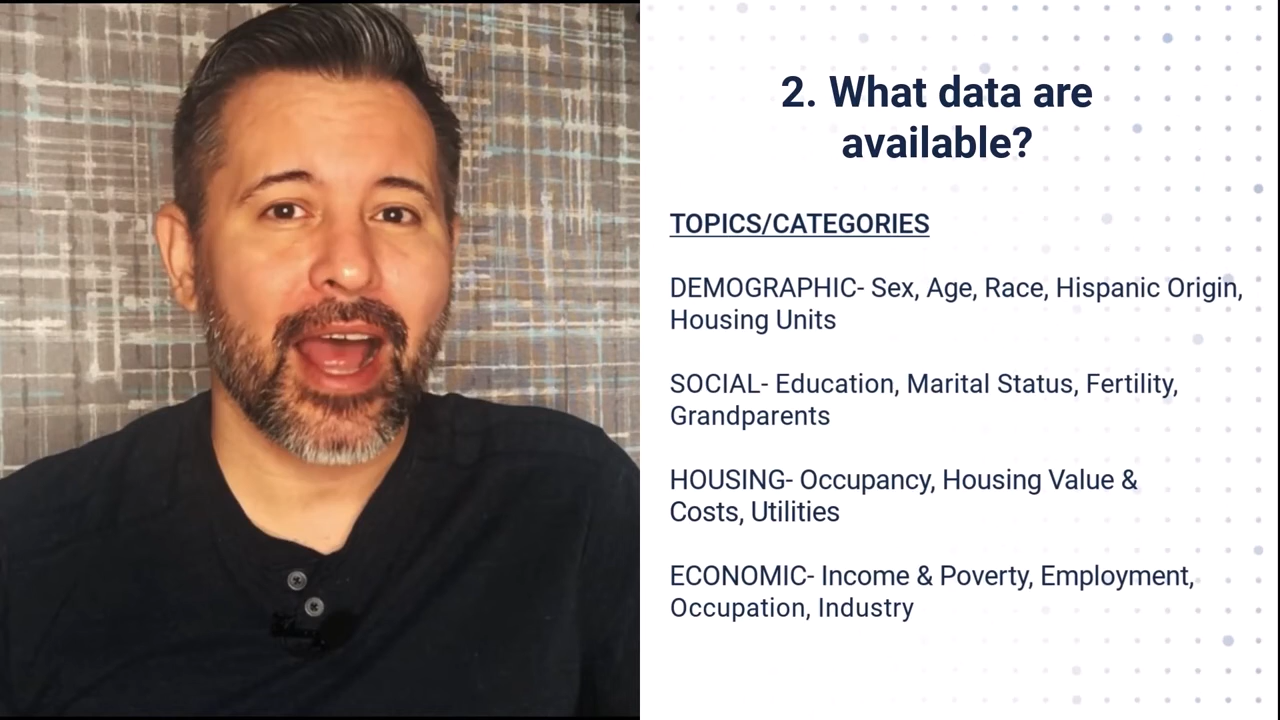 2. What data are
available?
TOPICS/CATEGORIES
DEMOGRAPHIC- Sex, Age, Race, Hispanic Origin,
Housing Units
SOCIAL- Education, Marital Status, Fertility,
Grandparents
HOUSING- Occupancy, Housing Value &
Costs, Utilities
ECONOMIC- Income & Poverty, Employment,
Occupation, Industry